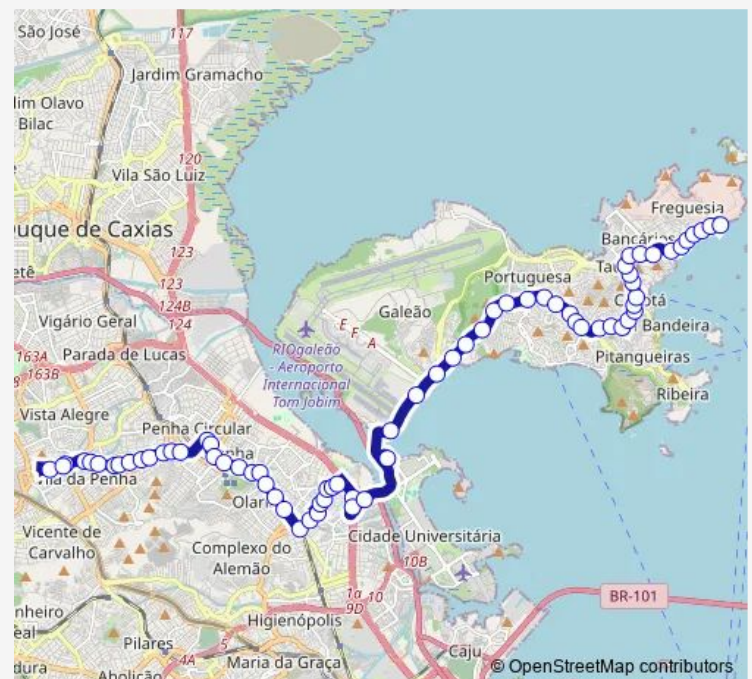 São José
117
Jardim Gramacho
lim Olavo
Bilac
120
Vila São Luiz
Freguesia
uque de Caxias
Bancários
123
Portuguesa
etê
123
124B
Galeão
Vigário Geral
124
E F A
Bandeira
163A
163B
Parada de Lucas
RIOgaleão
- Aeroporto
Internacional
Tom Jobim
Pitangueiras
Ribeira
Vista Alegre
Penha Circular
Vicente de
Carvalho
Complexo do
Alemão
Cidade Universitária
10B
BR-101
1a
9D
10
Higienópolis
Pilares
5
4A
Maria da Graça
Caju
Abolição
© OpenStreetMap contributors